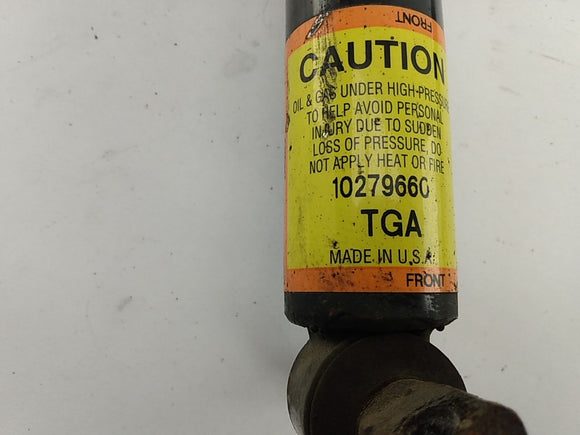 FRONT
CAUTION
OIL & GAS UNDER HIGH-PRESSURE
TO HELP AVOID PERSONAL
INJURY DUE TO SUDDEN
LOSS OF PRESSURE, DO
NOT APPLY HEAT OR FIRE
10279660
TGA
MADE IN U.S.A.
FRONT